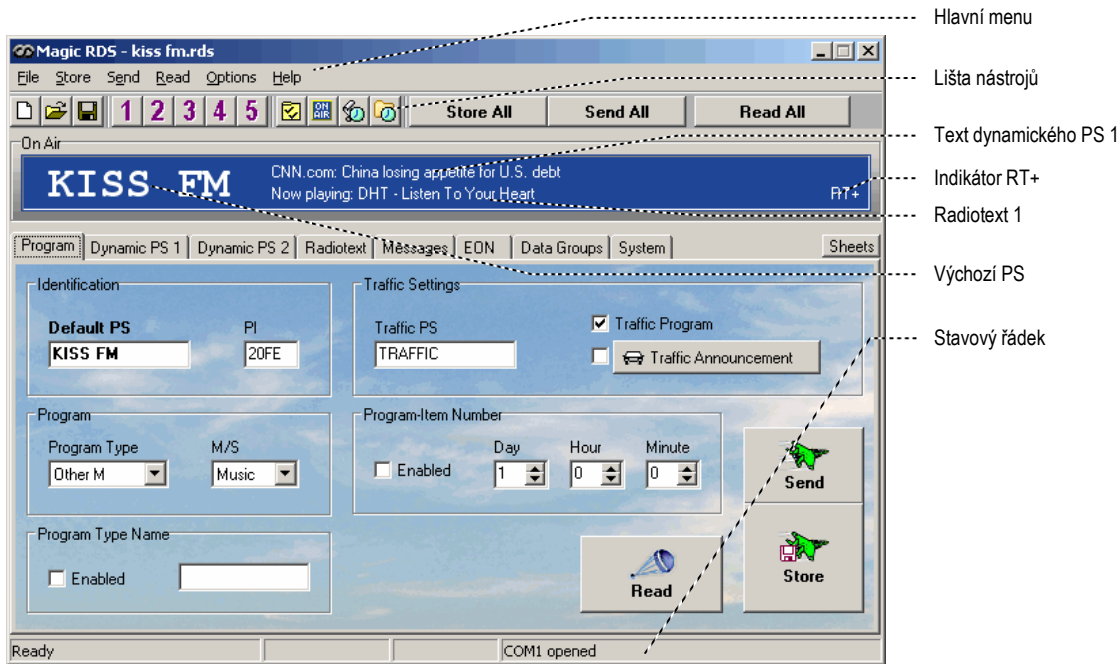 Hlavní menu
Magic RDS - kiss fm.rds
File Store Send Read Options Help
Lišta nástrojů
1 2 3 4 5 ON AIR Store All Send All Read All
On Air
Text dynamického PS 1
KISS FM
CNN.com: China losing appetite for U.S. debt
Now playing: DHT - Listen To Your Heart
RT+
Indikátor RT+
Radiotext 1
Program Dynamic PS 1 Dynamic PS 2 Radiotext Messages EON Data Groups System Sheets
Výchozí PS
Identification
Default PS PI
KISS FM 20FE
Traffic Settings
Traffic PS
TRAFFIC
Traffic Program
Traffic Announcement
Stavový řádek
Program
Program Type M/S
Other M Music
Program-Item Number
Day Hour Minute
Enabled 1 0 0
Send
Program Type Name
Enabled
Read
Store
Ready COM1 opened